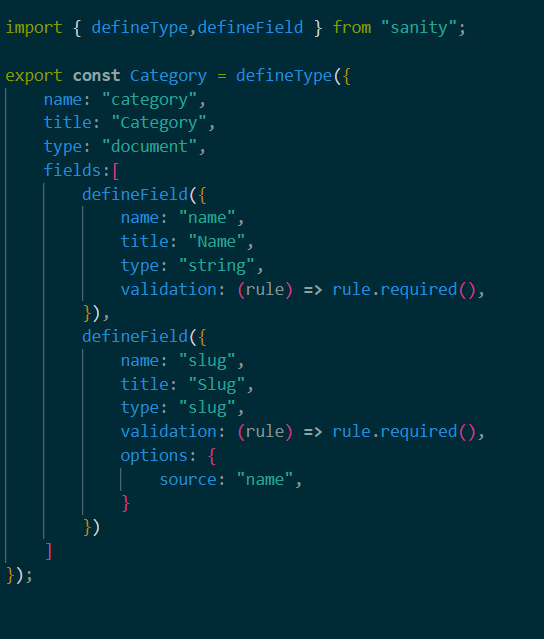 import { defineType,defineField } from "sanity";
export const Category = defineType({
name: "category",
title: "Category",
type: "document",
fields:[
defineField({
name: "name",
title: "Name",
type: "string",
validation: (rule) => rule.required(),
}),
defineField({
name: "slug",
title: "Slug",
type: "slug",
validation: (rule) => rule.required(),
options: {
source: "name",
}
})
]
});